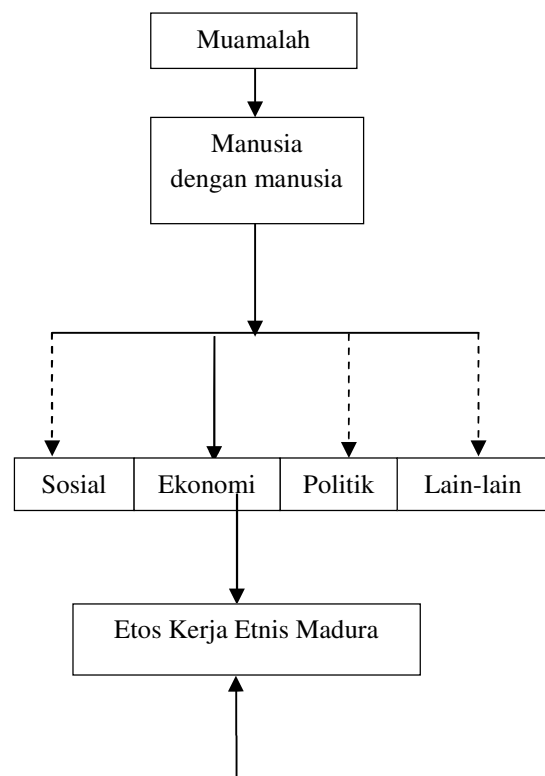 Muamalah
Manusia
dengan manusia
Sosial Ekonomi Politik Lain-lain
Etos Kerja Etnis Madura